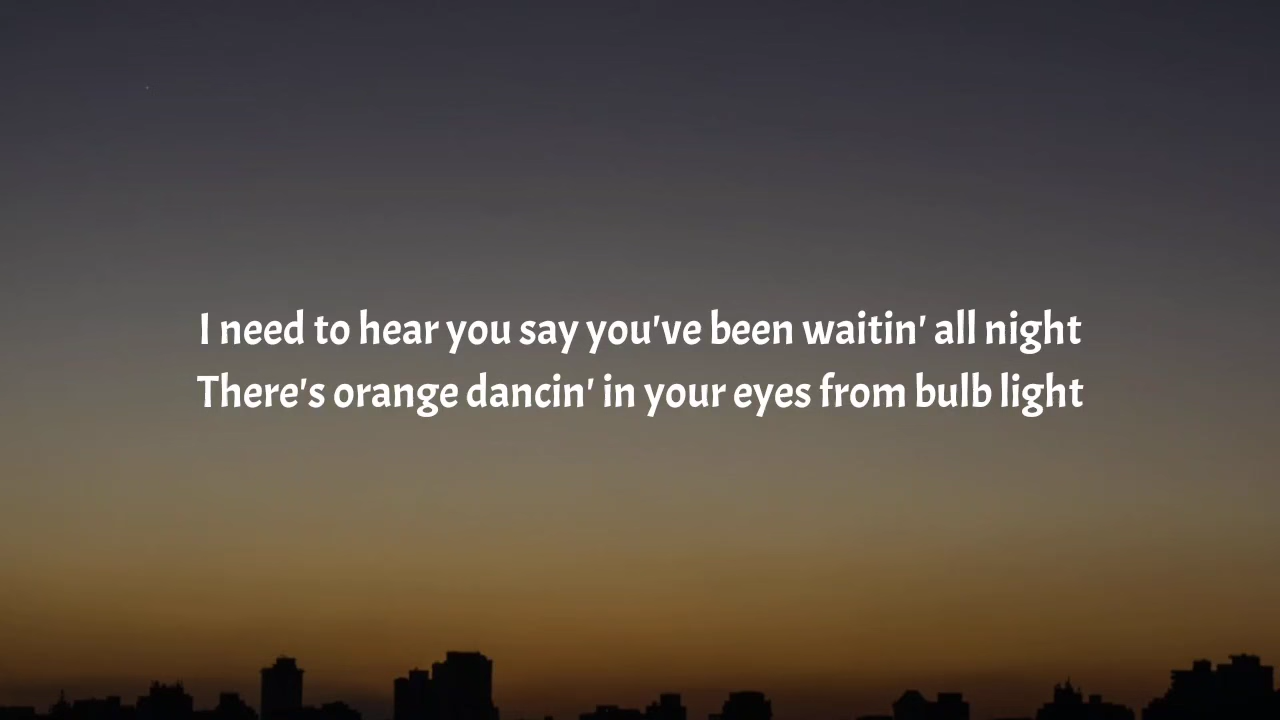 I need to hear you say you've been waitin' all night
There's orange dancin' in your eyes from bulb light